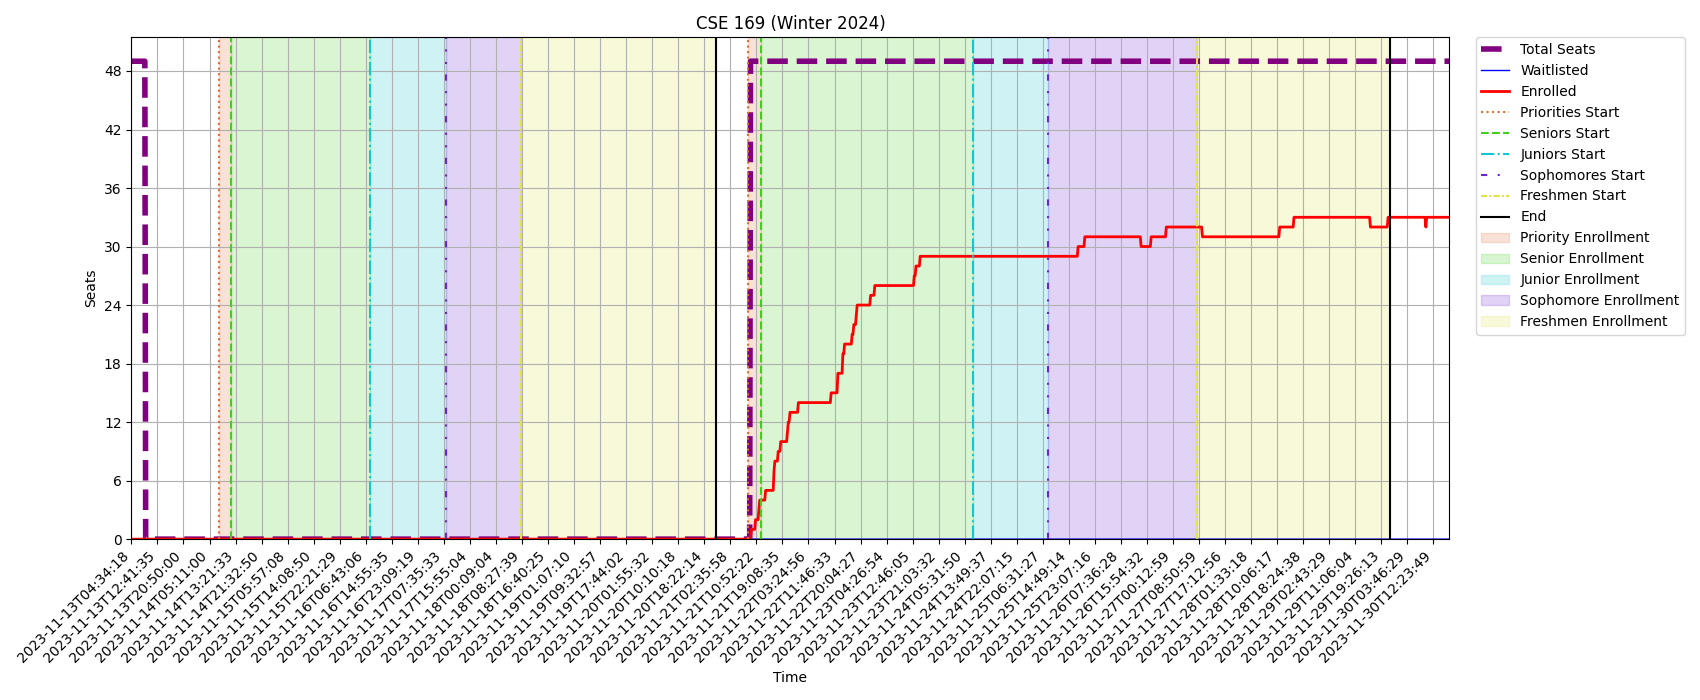 CSE 169 (Winter 2024)
Total Seats
Waitlisted
Enrolled
Priorities Start
Seniors Start
Juniors Start
Sophomores Start
Freshmen Start
End
Priority Enrollment
Senior Enrollment
Junior Enrollment
Sophomore Enrollment
Freshmen Enrollment
Seats
48
42
36
30
24
18
12
6
0
2023-11-13T04:34:18
2023-11-13T12:41:35
2023-11-13T20:50:00
2023-11-14T05:11:00
2023-11-14T13:21:33
2023-11-14T21:32:50
2023-11-15T05:57:08
2023-11-15T14:08:50
2023-11-15T22:21:29
2023-11-16T06:43:06
2023-11-16T14:55:35
2023-11-16T23:09:19
2023-11-17T07:35:33
2023-11-17T15:55:04
2023-11-18T00:09:04
2023-11-18T08:27:39
2023-11-18T16:40:25
2023-11-19T01:07:10
2023-11-19T09:32:57
2023-11-19T17:44:02
2023-11-20T01:55:32
2023-11-20T10:10:18
2023-11-20T18:22:14
2023-11-21T02:35:58
2023-11-21T10:52:22
2023-11-21T19:08:35
2023-11-22T03:24:56
2023-11-22T11:46:33
2023-11-22T20:04:27
2023-11-23T04:26:54
2023-11-23T12:46:05
2023-11-23T21:03:32
2023-11-24T05:31:50
2023-11-24T13:49:37
2023-11-24T22:07:15
2023-11-25T06:31:27
2023-11-25T14:49:14
2023-11-25T23:07:16
2023-11-26T07:36:28
2023-11-26T15:54:32
2023-11-27T00:12:59
2023-11-27T08:50:59
2023-11-27T17:12:56
2023-11-28T01:33:18
2023-11-28T10:06:17
2023-11-28T18:24:38
2023-11-29T02:43:29
2023-11-29T11:06:04
2023-11-29T19:26:13
2023-11-30T03:46:29
2023-11-30T12:23:49
Time